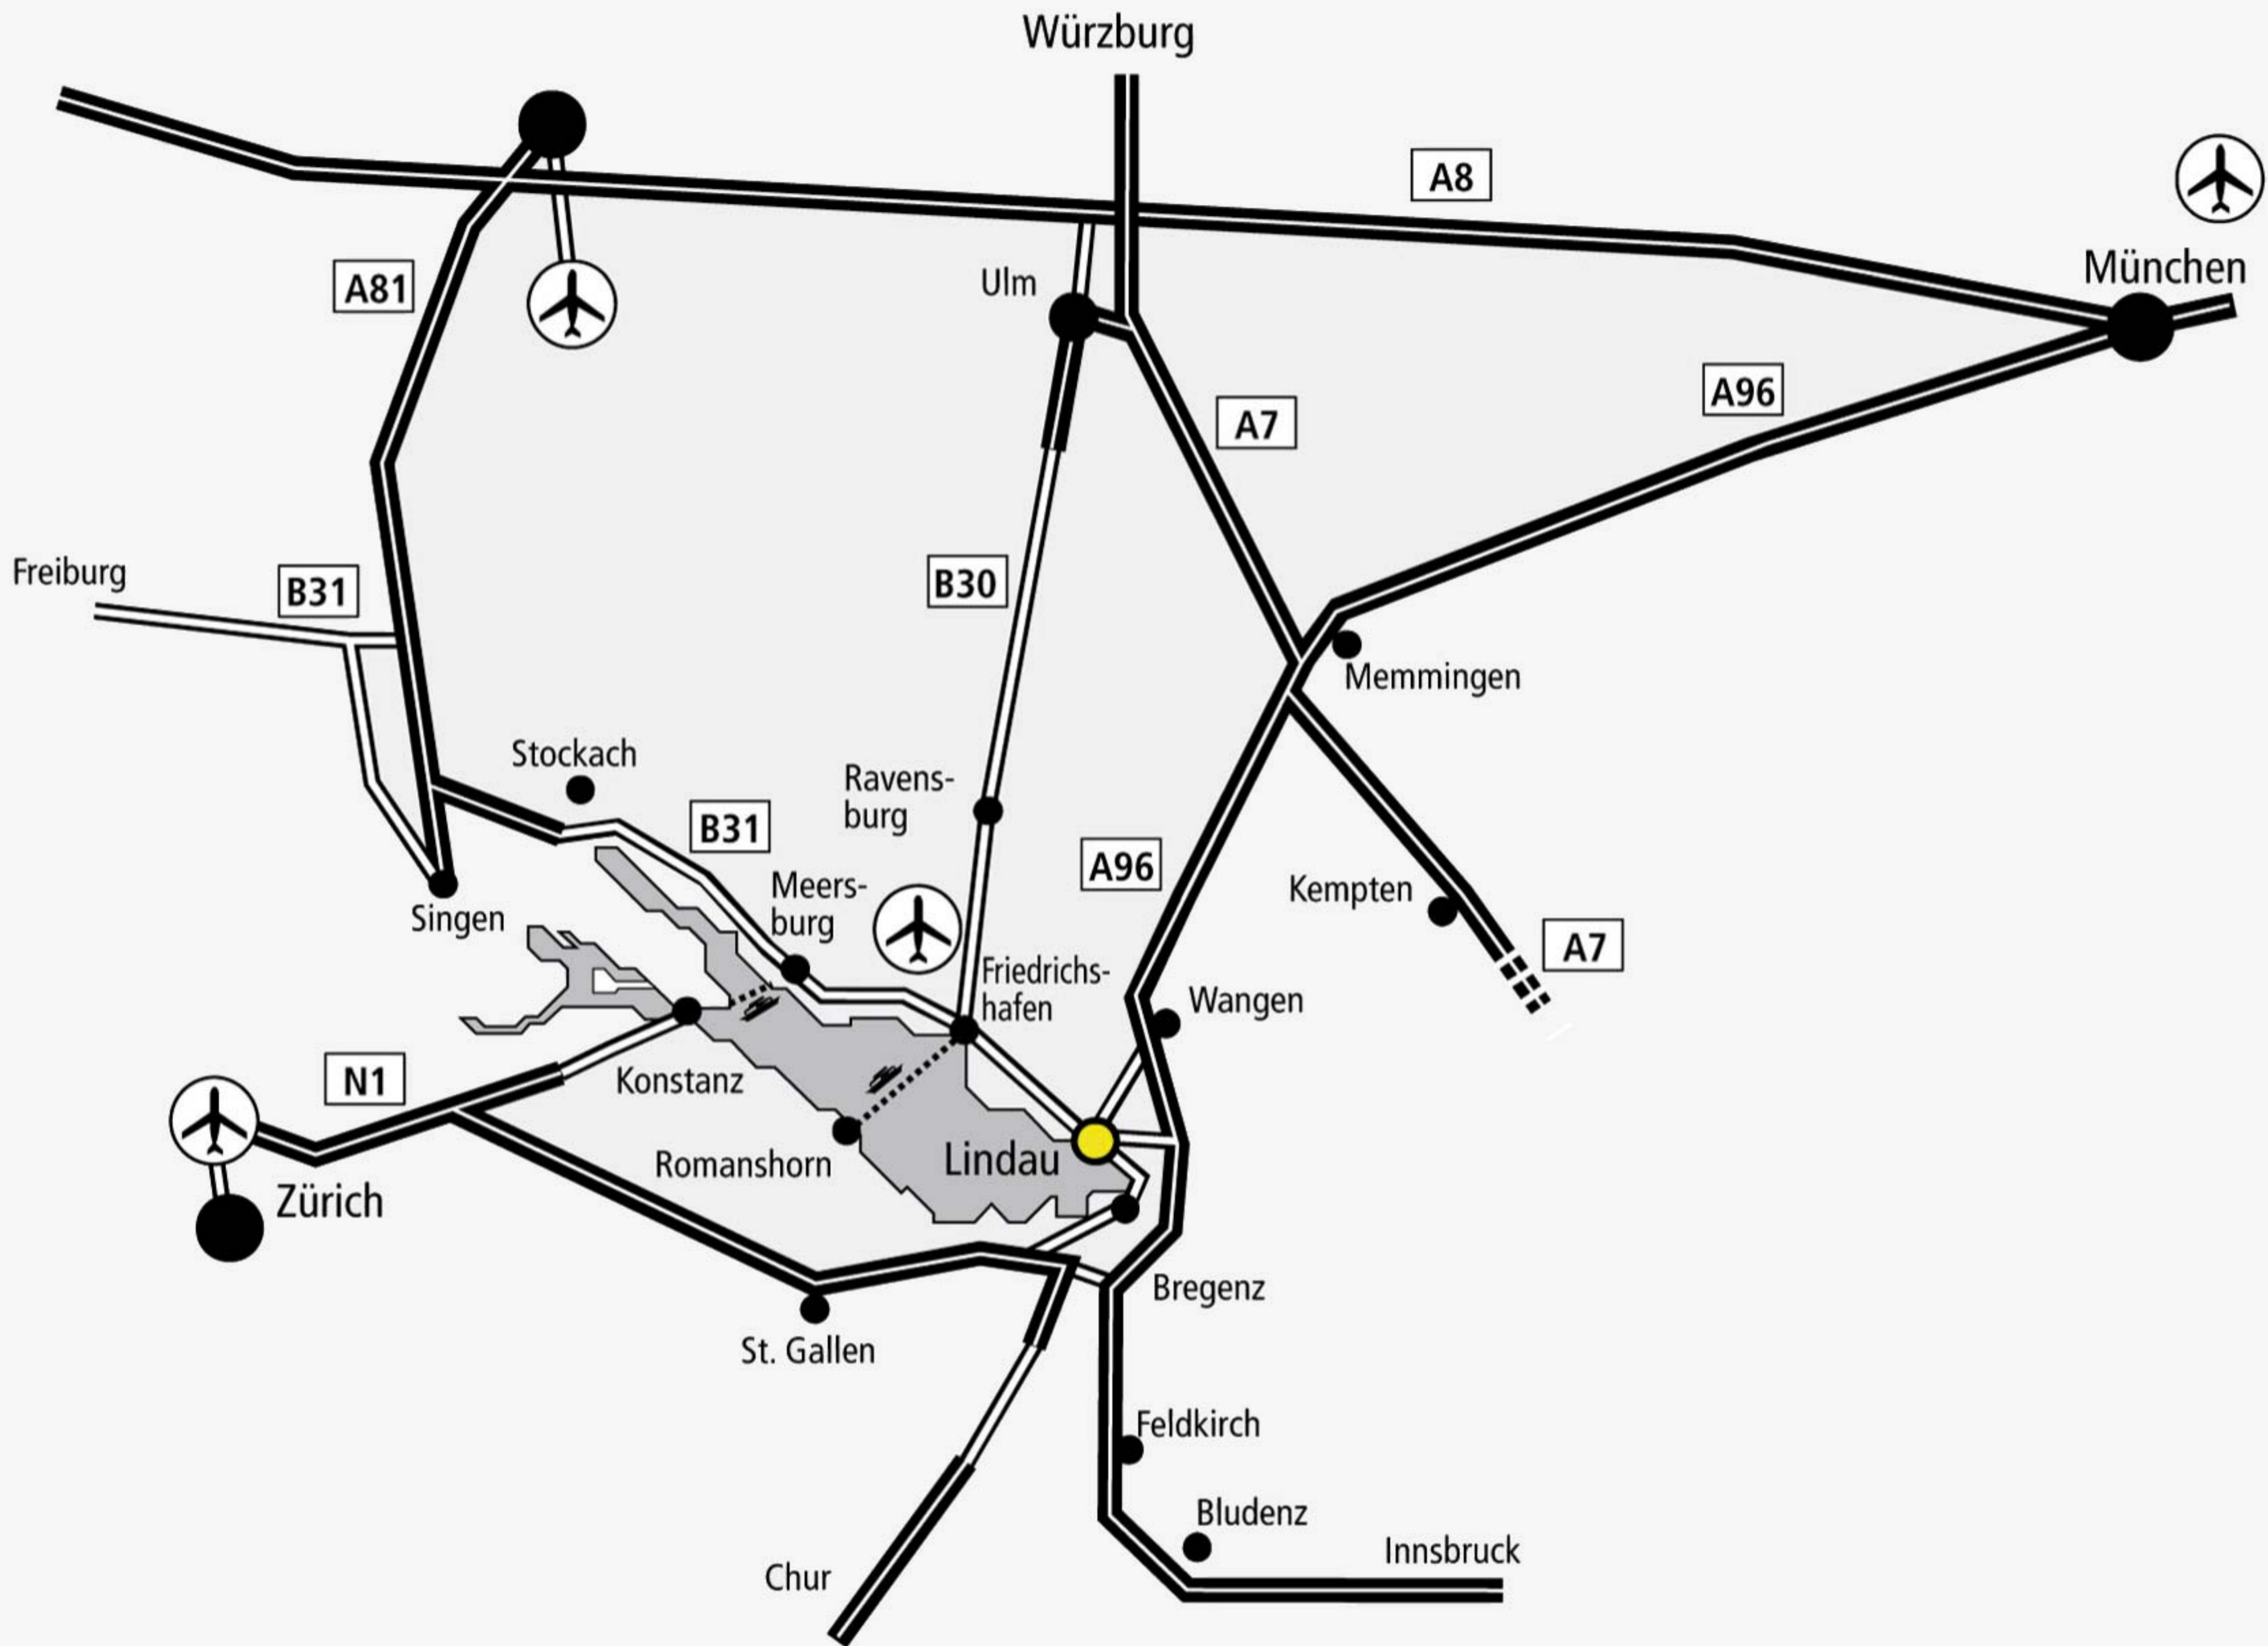 Würzburg
A8
München
A81
Ulm
A96
A7
Freiburg
B31
B30
Memmingen
Stockach
Ravens-
burg
B31
A96
Meers-
burg
Kempten
Singen
A7
Friedrichs-
hafen
Wangen
N1
Konstanz
Romanshorn
Lindau
Zürich
Bregenz
St. Gallen
Feldkirch
Bludenz
Innsbruck
Chur